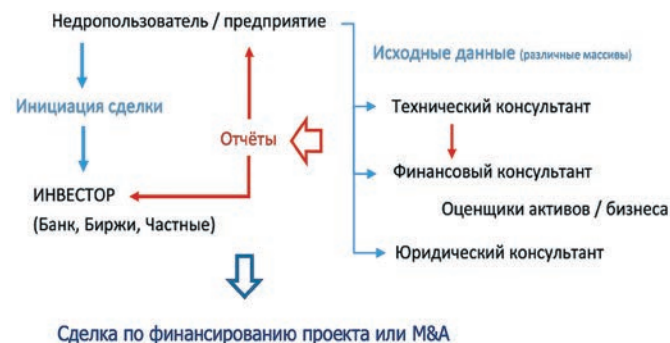 Недропользователь / предприятие
Исходные данные (различные массивы)
Инициация сделки
Технический консультант
Отчёты
Финансовый консультант
ИНВЕСТОР
(Банк, Биржи, Частные)
Оценщики активов / бизнеса
Юридический консультант
Сделка по финансированию проекта или M&A